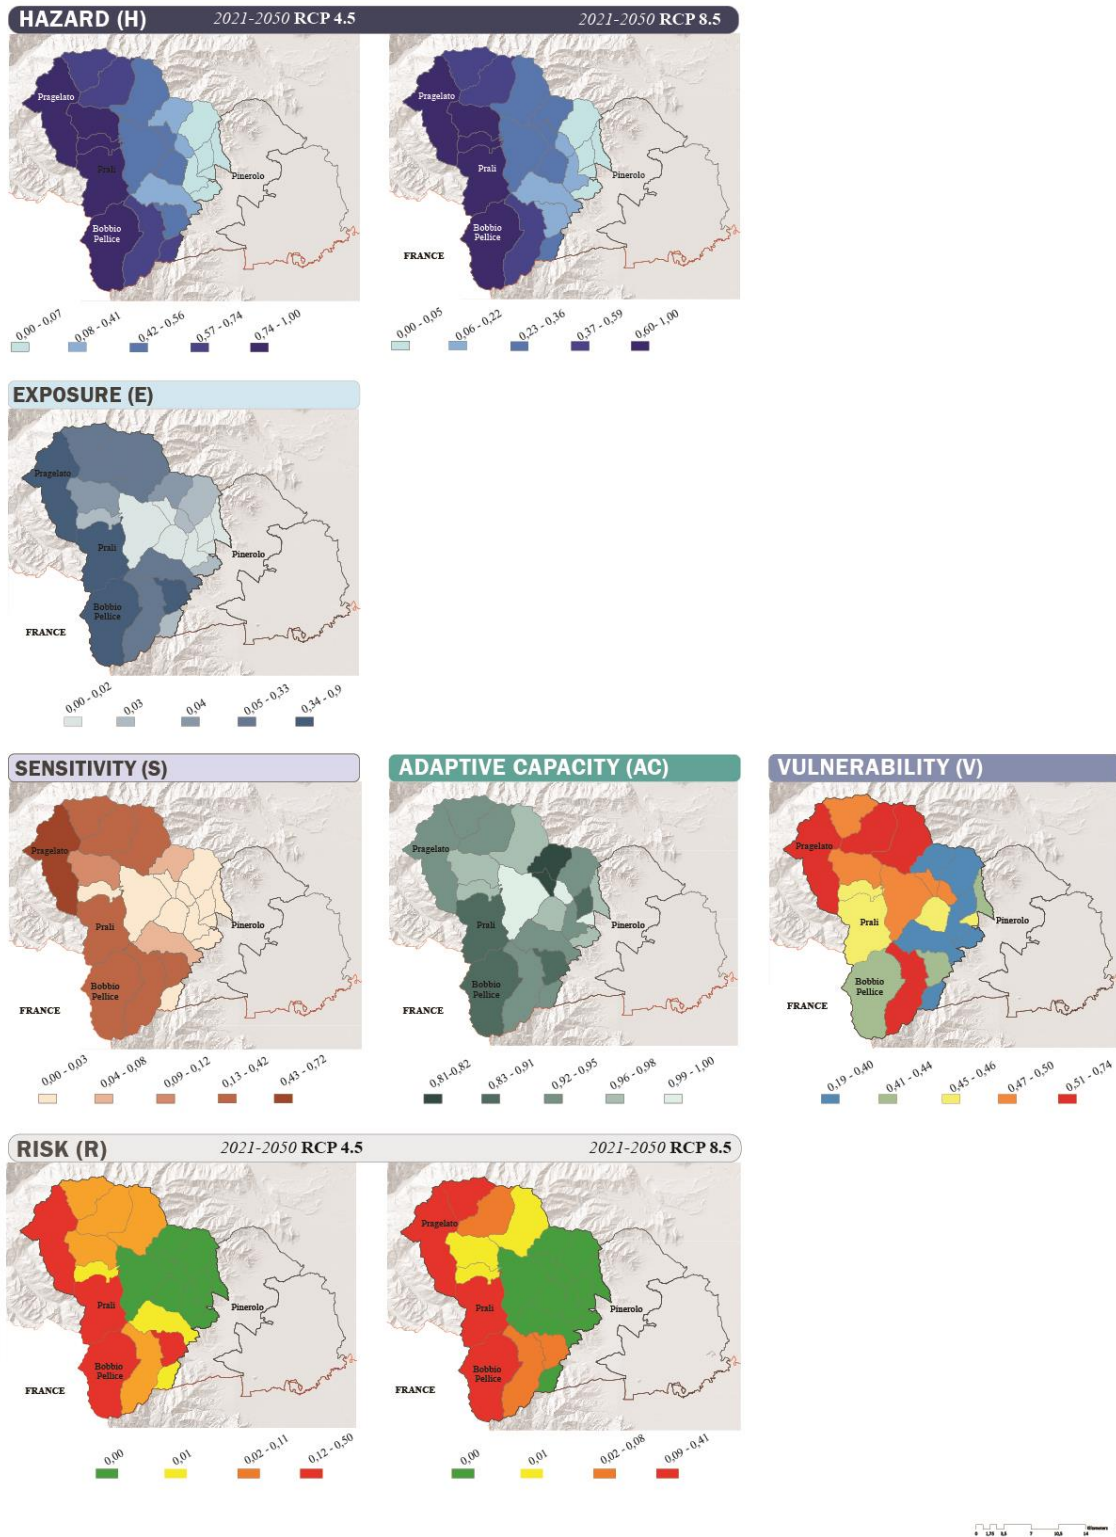 HAZARD (H) 2021-2050 RCP 4.5 2021-2050 RCP 8.5
Pragelato
Prali
Pinerolo
Bobbio
Pellice
0,00 - 0,07 0,08 - 0,41 0,42 - 0,56 0,57 - 0,74 0,74 - 1,00
Pragelato
Prali
Pinerolo
Bobbio
Pellice
FRANCE
0,00 - 0,05 0,06 - 0,22 0,23 - 0,36 0,37 - 0,59 0,60- 1,00
EXPOSURE (E)
Pragelato
Prali
Pinerolo
Bobbio
Pellice
FRANCE
0,00 - 0,02 0,03 0,04 0,05 - 0,33 0,34 - 0,9
SENSITIVITY (S)
Pragelato
Prali
Pinerolo
Bobbio
Pellice
FRANCE
0,00 - 0,03 0,04 - 0,08 0,09 - 0,12 0,13 - 0,42 0,43 - 0,72
ADAPTIVE CAPACITY (AC)
Pragelato
Prali
Pinerolo
Bobbio
Pellice
FRANCE
0,81-0,82 0,83 - 0,91 0,92 - 0,95 0,96 - 0,98 0,99 - 1,00
VULNERABILITY (V)
Pragelato
Prali
Pinerolo
Bobbio
Pellice
FRANCE
0,19 - 0,40 0,41 - 0,44 0,45 - 0,46 0,47 - 0,50 0,51 - 0,74
RISK (R) 2021-2050 RCP 4.5 2021-2050 RCP 8.5
Prali
Pinerolo
Bobbio
Pellice
FRANCE
0,00 0,01 0,02 - 0,11 0,12 - 0,50
Pragelato
Prali
Pinerolo
Bobbio
Pellice
FRANCE
0,00 0,01 0,02 - 0,08 0,09 - 0,41